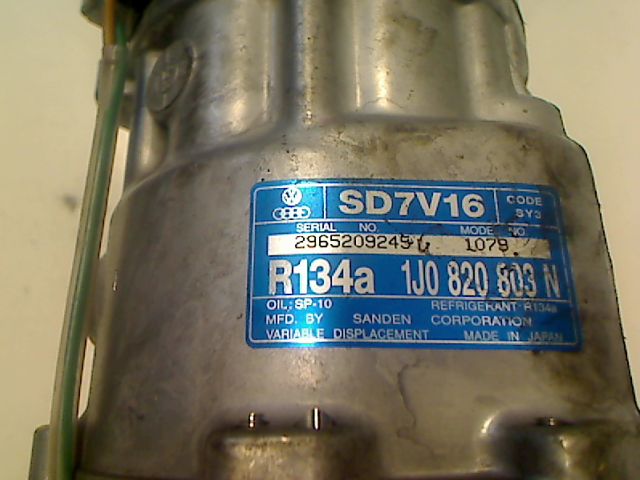 SD7V16
CODE
SY3
SERIAL NO. MODEL NO.
2965209245 1079
R134a 1J0 820 803 N
OIL: SP-10 REFRIGERANT R134a
MFD. BY SANDEN CORPORATION
VARIABLE DISPLACEMENT MADE IN JAPAN